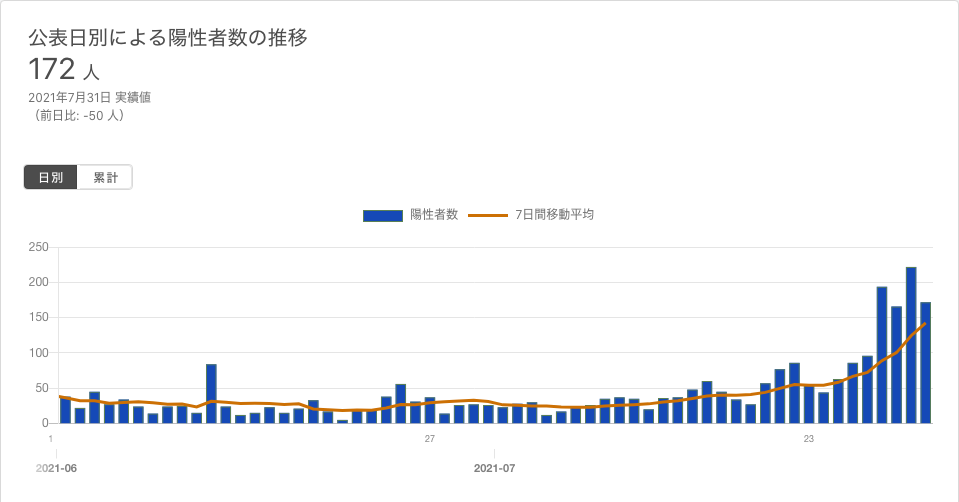 公表日別による陽性者数の推移
172 人
2021年7月31日 実績値
（前日比: -50 人）
日別 累計
陽性者数 7日間移動平均
250
200
150
100
50
0
1 27 23
2021-06 2021-07